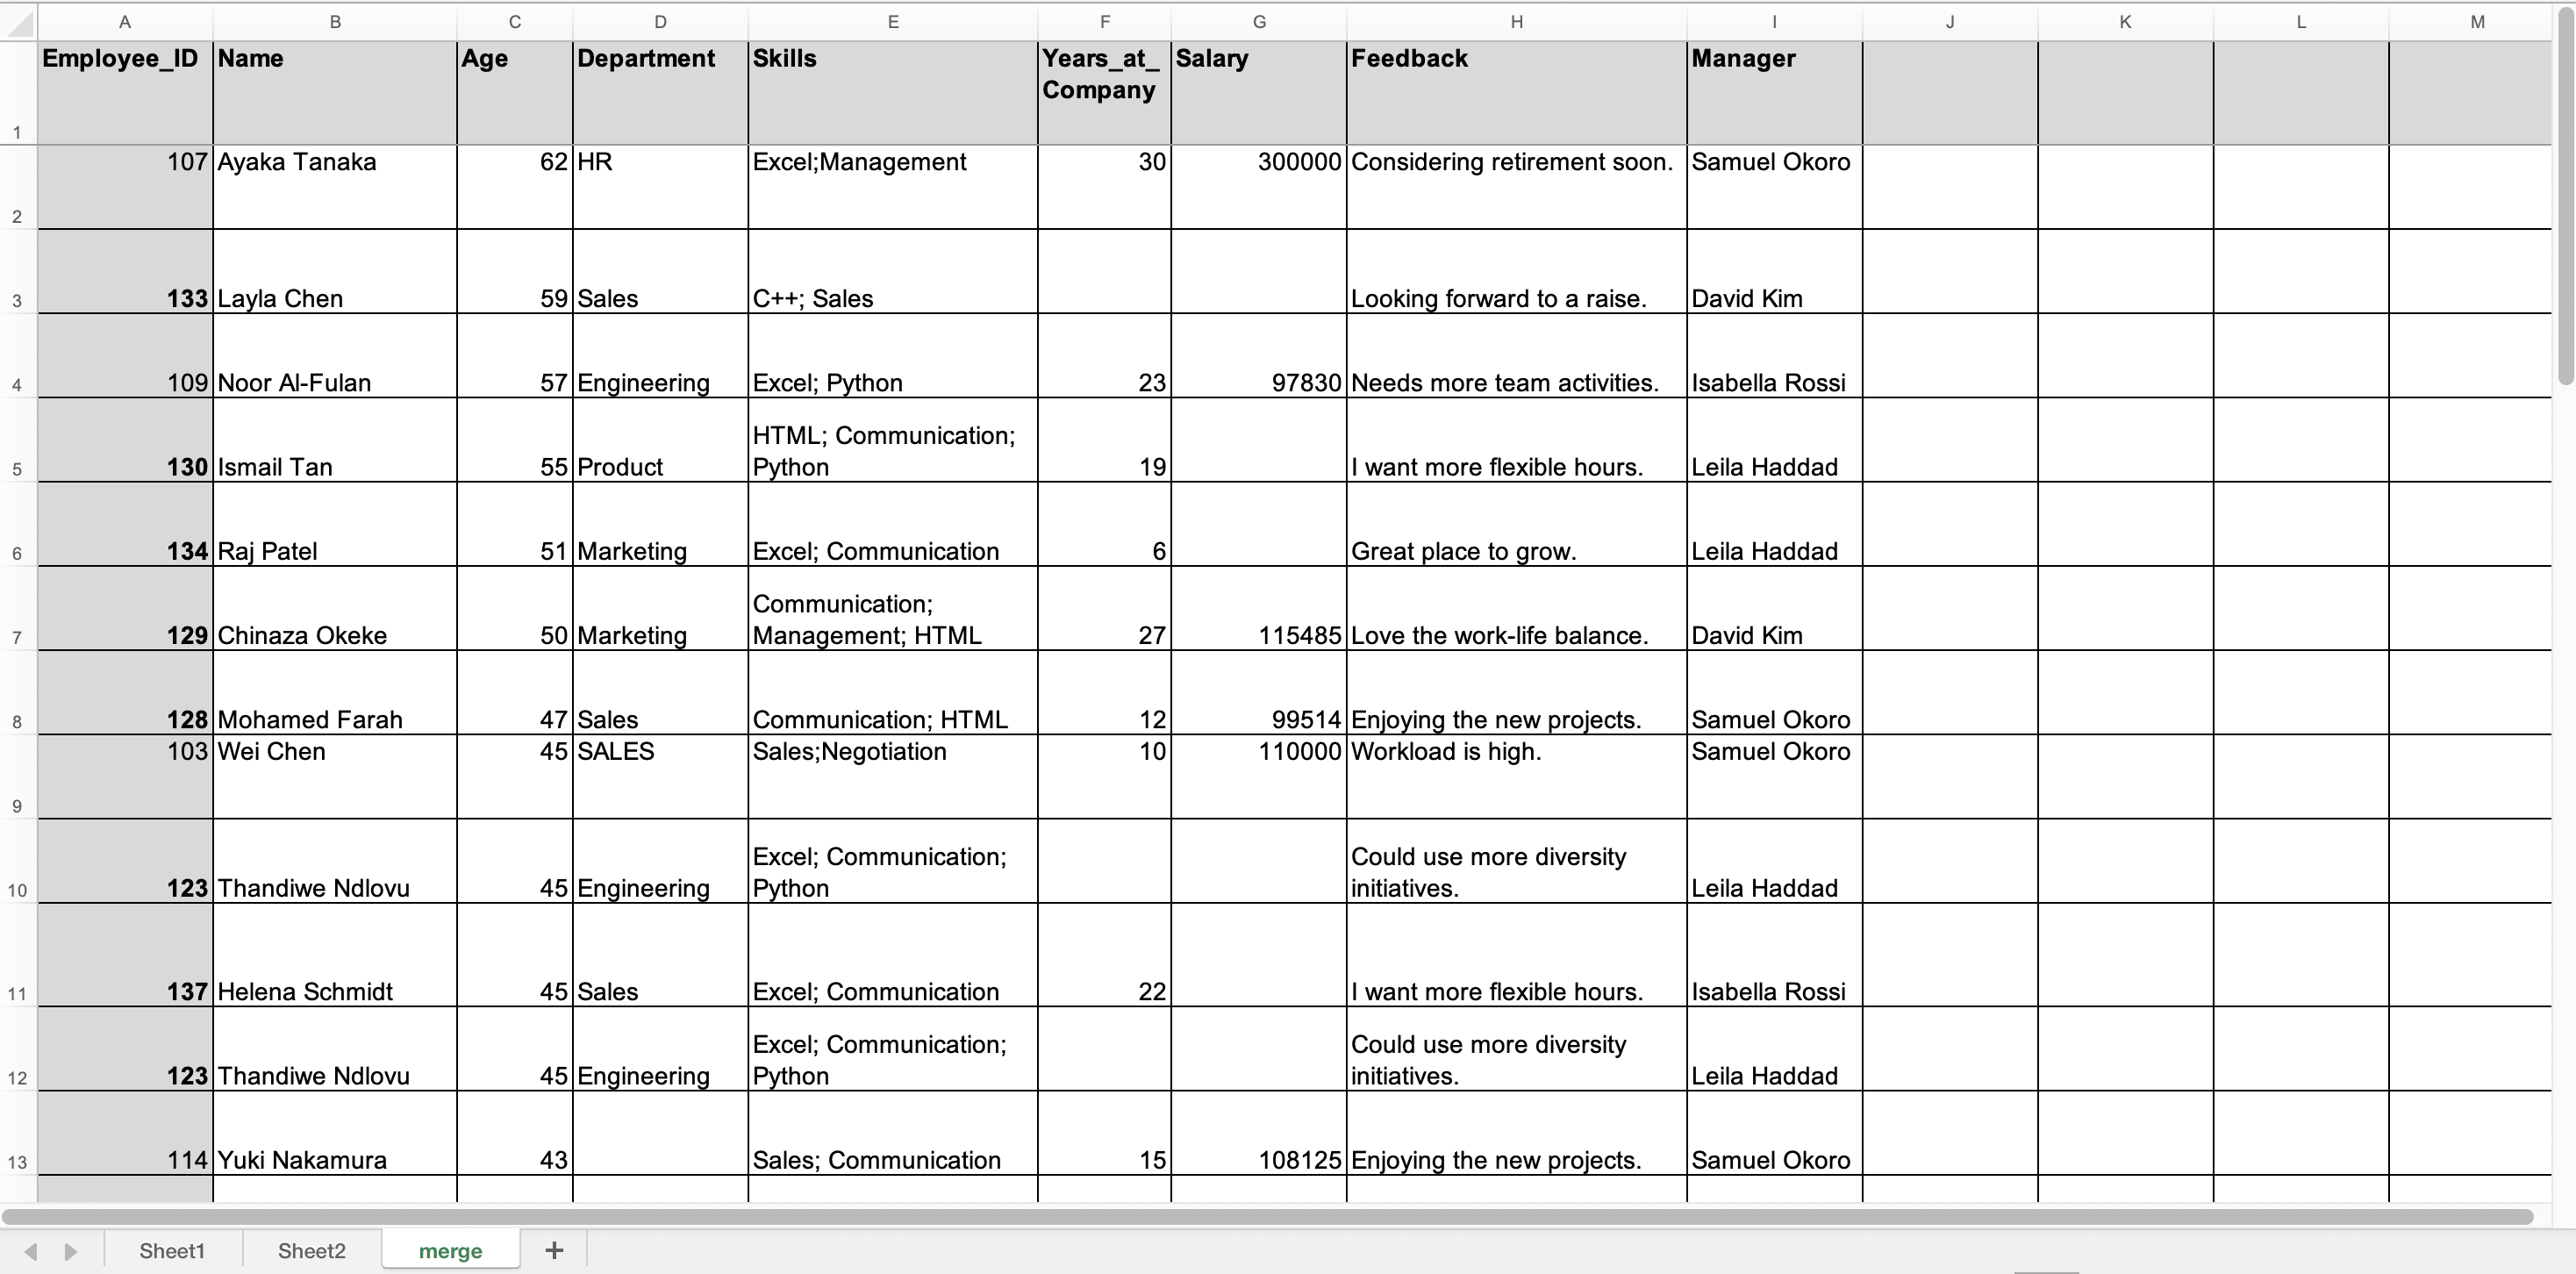 A B C D E F G H I J K L M
Employee_ID Name Age Department Skills Years_at_ Salary Feedback Manager
Company
1
107 Ayaka Tanaka 62 HR Excel;Management 30 300000 Considering retirement soon. Samuel Okoro
2
3 133 Layla Chen 59 Sales C++; Sales Looking forward to a raise. David Kim
4 109 Noor Al-Fulan 57 Engineering Excel; Python 23 97830 Needs more team activities. Isabella Rossi
HTML; Communication;
5 130 Ismail Tan 55 Product Python 19 I want more flexible hours. Leila Haddad
6 134 Raj Patel 51 Marketing Excel; Communication 6 Great place to grow. Leila Haddad
Communication;
7 129 Chinaza Okeke 50 Marketing Management; HTML 27 115485 Love the work-life balance. David Kim
8 128 Mohamed Farah 47 Sales Communication; HTML 12 99514 Enjoying the new projects. Samuel Okoro
103 Wei Chen 45 SALES Sales;Negotiation 10 110000 Workload is high. Samuel Okoro
9
Excel; Communication; Could use more diversity
10 123 Thandiwe Ndlovu 45 Engineering Python initiatives. Leila Haddad
11 137 Helena Schmidt 45 Sales Excel; Communication 22 I want more flexible hours. Isabella Rossi
Excel; Communication; Could use more diversity
12 123 Thandiwe Ndlovu 45 Engineering Python initiatives. Leila Haddad
13 114 Yuki Nakamura 43 Sales; Communication 15 108125 Enjoying the new projects. Samuel Okoro
Sheet1 Sheet2 merge +